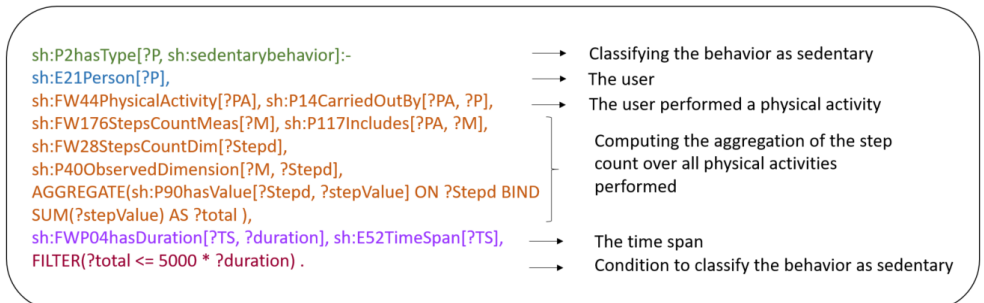 sh:P2hasType[?P, sh:sedentarybehavior]:-
Classifying the behavior as sedentary
sh:E21Person[?P],
The user
sh:FW44PhysicalActivity[?PA], sh:P14CarriedOutBy[?PA, ?P],
The user performed a physical activity
sh:FW176StepsCountMeas[?M], sh:P117Includes[?PA, ?M],
sh:FW28StepsCountDim[?Stepd],
sh:P40ObservedDimension[?M, ?Stepd],
AGGREGATE(sh:P90hasValue[?Stepd, ?stepValue] ON ?Stepd BIND
SUM(?stepValue) AS ?total ),
Computing the aggregation of the step
count over all physical activities
performed
sh:FWP04hasDuration[?TS, ?duration], sh:E52TimeSpan[?TS],
The time span
FILTER(?total <= 5000 * ?duration) .
Condition to classify the behavior as sedentary